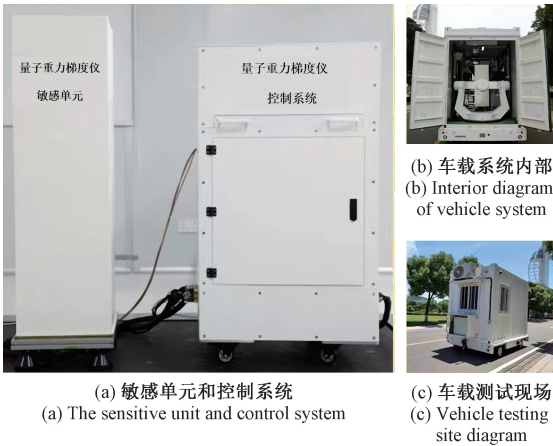 量子重力梯度仪
敏感单元
量子重力梯度仪
控制系统
(a) 敏感单元和控制系统
(a) The sensitive unit and control system
(b) 车载系统内部
(b) Interior diagram
of vehicle system
(c) 车载测试现场
(c) Vehicle testing
site diagram